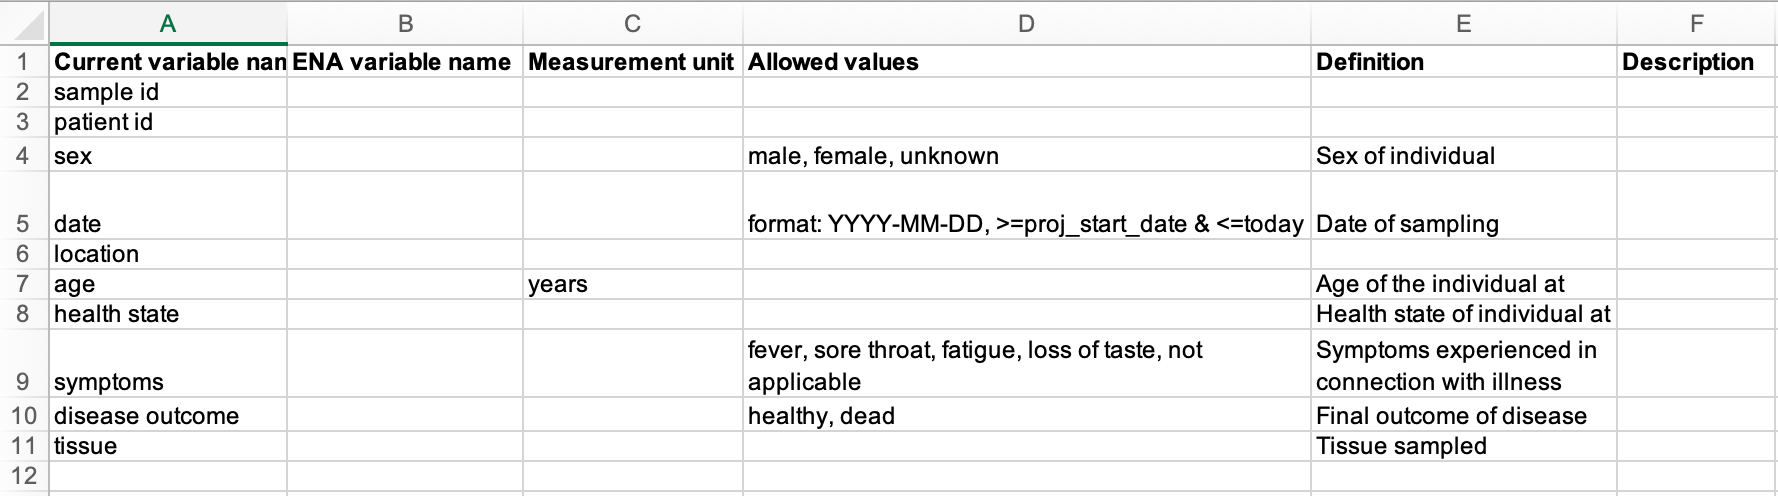 A B C D E F
1 Current variable nan ENA variable name Measurement unit Allowed values Definition Description
2 sample id
3 patient id
4 sex male, female, unknown Sex of individual
5 date format: YYYY-MM-DD, >=proj_start_date & <=today Date of sampling
6 location
7 age years Age of the individual at
8 health state Health state of individual at
fever, sore throat, fatigue, loss of taste, not Symptoms experienced in
9 symptoms applicable connection with illness
10 disease outcome healthy, dead Final outcome of disease
11 tissue Tissue sampled
12